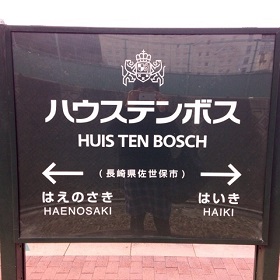 ハウステンボス
HUIS TEN BOSCH
← (長崎県佐世保市) →
はえのさき はいき
HAENOSAKI HAIKI